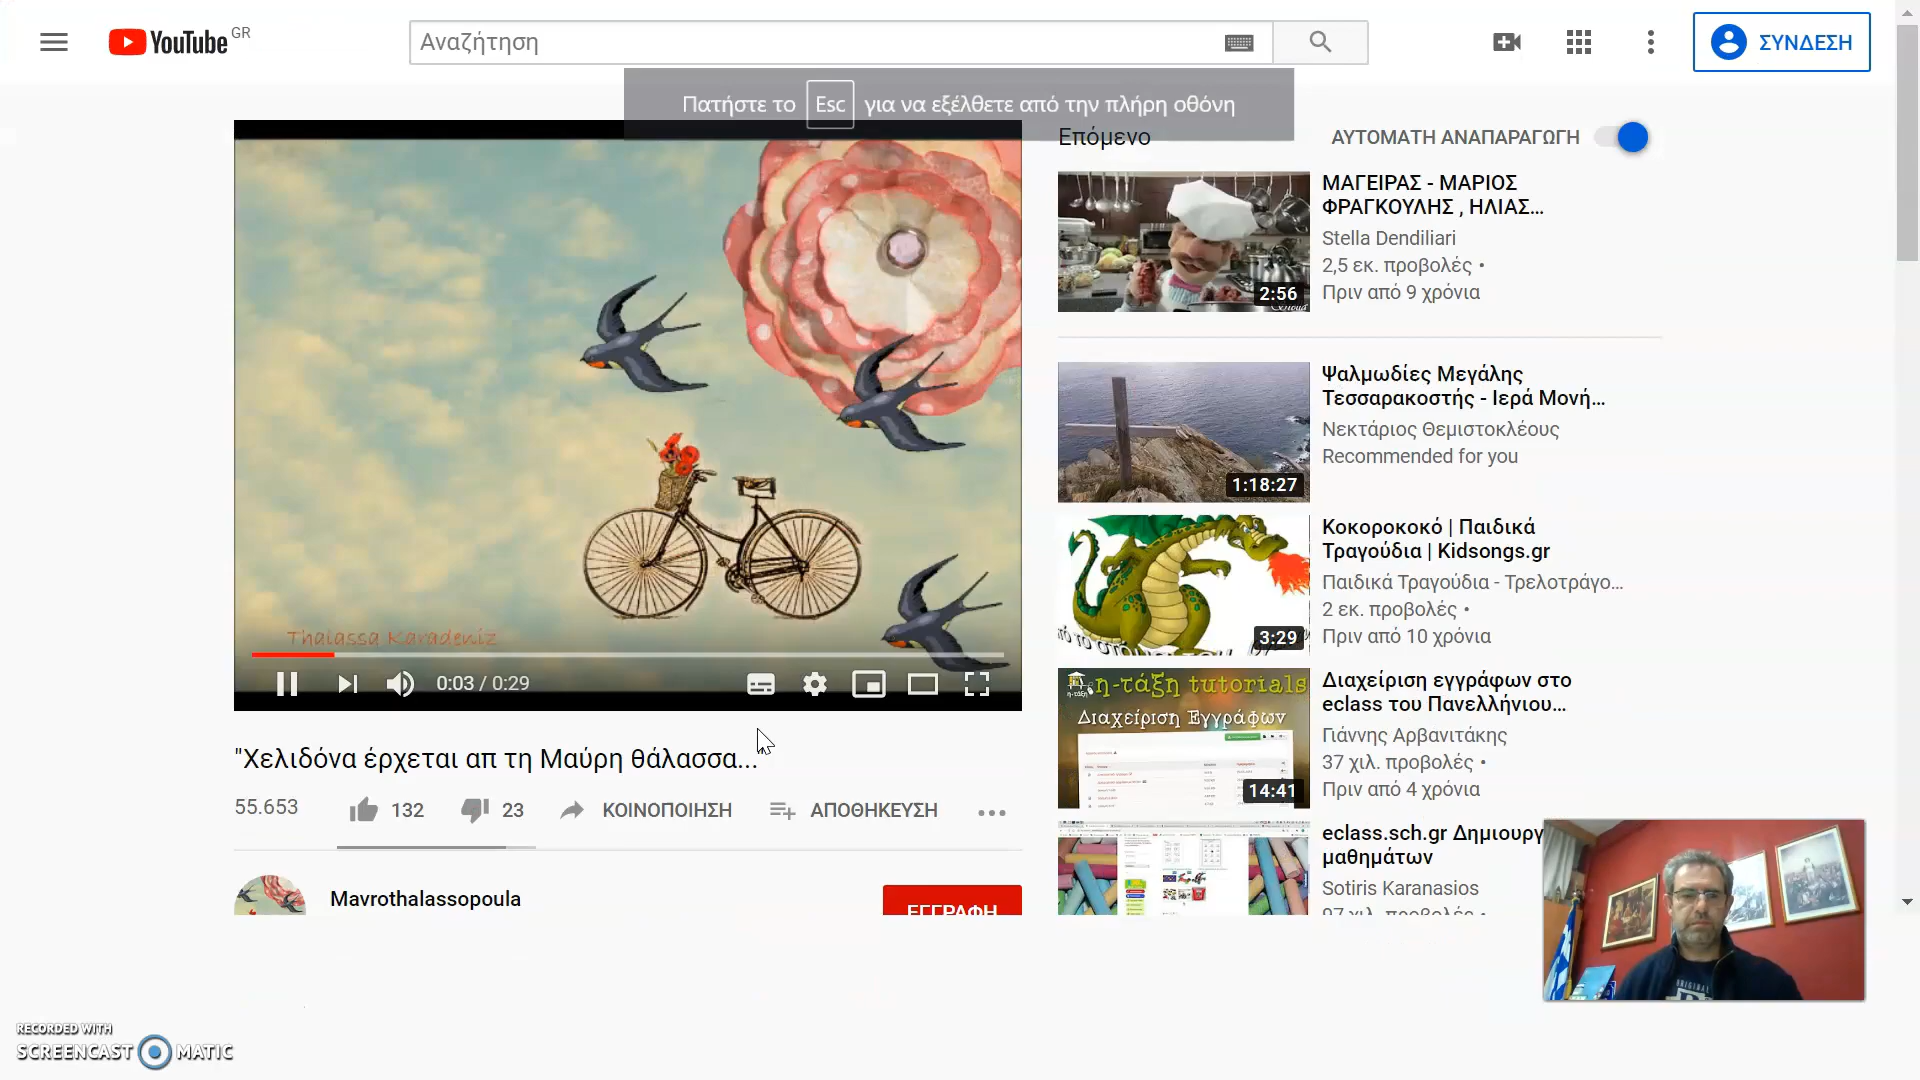 YouTube GR
Αναζήτηση
ΣΥΝΔΕΣΗ
Πατήστε το Esc για να εξέλθετε από την πλήρη οθόνη
Thalassa Karadeniz
0:03 / 0:29
"Χελιδόνα έρχεται απ τη Μαύρη θάλασσα...
55.653
132
23
ΚΟΙΝΟΠΟΙΗΣΗ
ΑΠΟΘΗΚΕΥΣΗ
Mavrothalassopoula
ΕΓΓΡΑΦΗ
Επόμενο
ΑΥΤΟΜΑΤΗ ΑΝΑΠΑΡΑΓΩΓΗ
2:56
ΜΑΓΕΙΡΑΣ - ΜΑΡΙΟΣ
ΦΡΑΓΚΟΥΛΗΣ , ΗΛΙΑΣ...
Stella Dendiliari
2,5 εκ. προβολές •
Πριν από 9 χρόνια
1:18:27
Ψαλμωδίες Μεγάλης
Τεσσαρακοστής - Ιερά Μονή...
Νεκτάριος Θεμιστοκλέους
Recommended for you
3:29
Κοκοροκοκό | Παιδικά
Τραγούδια | Kidsongs.gr
Παιδικά Τραγούδια - Τρελοτράγο...
2 εκ. προβολές •
Πριν από 10 χρόνια
η-τάξη tutorials
Διαχείριση Εγγράφων
14:41
Διαχείριση εγγράφων στο
eclass του Πανελλήνιου...
Γιάννης Αρβανιτάκης
37 χιλ. προβολές •
Πριν από 4 χρόνια
eclass.sch.gr Δημιουργ
μαθημάτων
Sotiris Karanasios
97 χιλ. προβολές •
ORIGINAL
RECORDED WITH
SCREENCAST MATIC